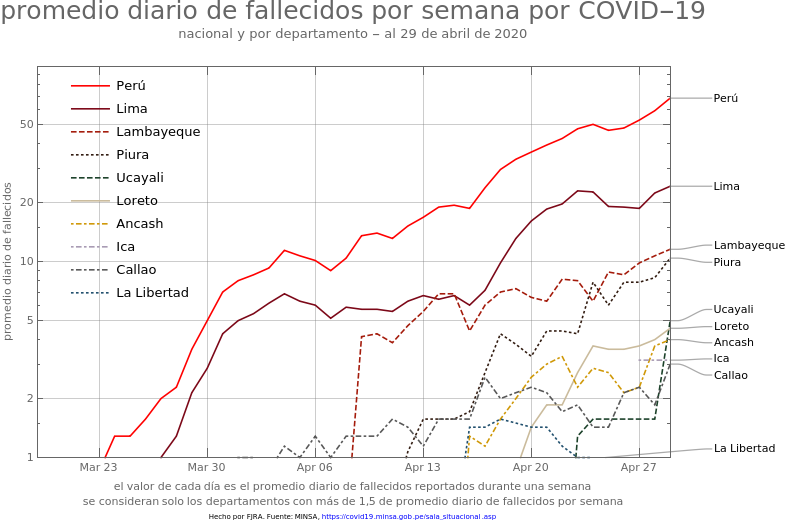 promedio diario de fallecidos por semana por COVID−19
nacional y por departamento − al 29 de abril de 2020
promedio diario de fallecidos
50
20
10
5
2
1
Perú
Lima
Lambayeque
Piura
Ucayali
Loreto
Ancash
Ica
Callao
La Libertad
Perú
Lima
Lambayeque
Piura
Ucayali
Loreto
Ancash
Ica
Callao
La Libertad
Mar 23 Mar 30 Apr 06 Apr 13 Apr 20 Apr 27
el valor de cada día es el promedio diario de fallecidos reportados durante una semana
se consideran solo los departamentos con más de 1,5 de promedio diario de fallecidos por semana
Hecho por FJRA. Fuente: MINSA, https://covid19.minsa.gob.pe/sala_situacional.asp